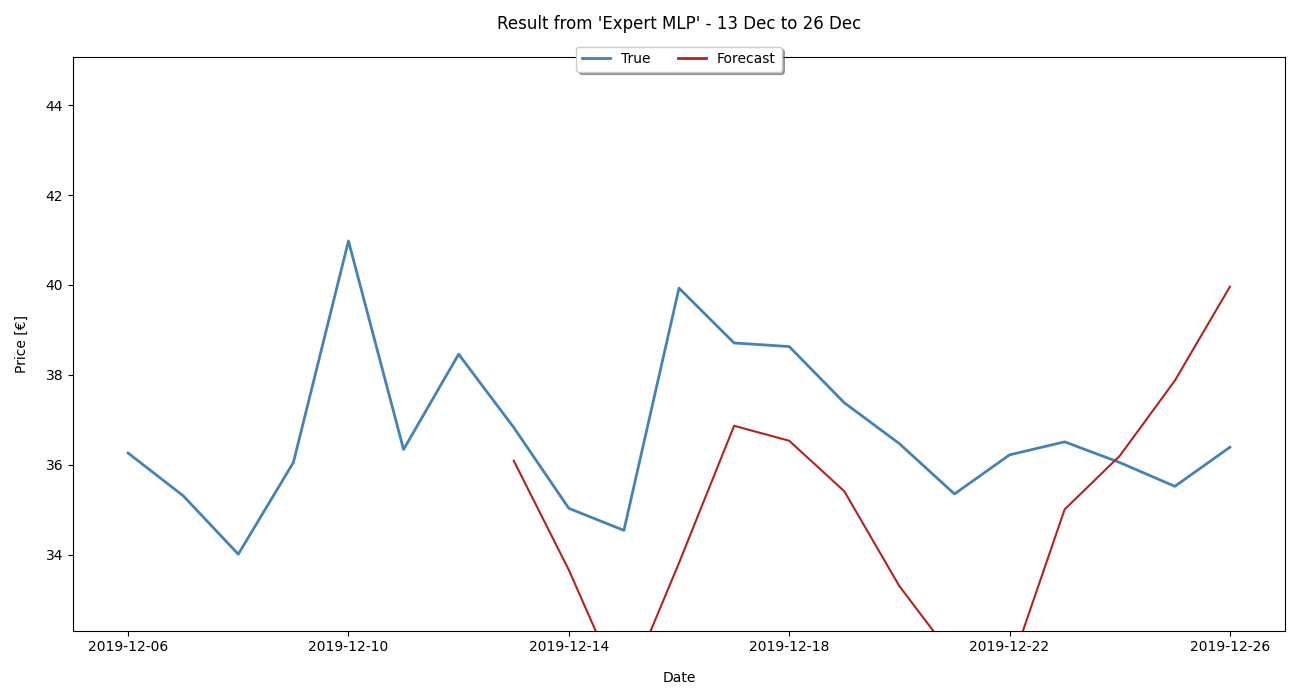 Result from 'Expert MLP' - 13 Dec to 26 Dec
True Forecast
44
42
40
38
36
34
Price [€]
2019-12-06 2019-12-10 2019-12-14 2019-12-18 2019-12-22 2019-12-26
Date